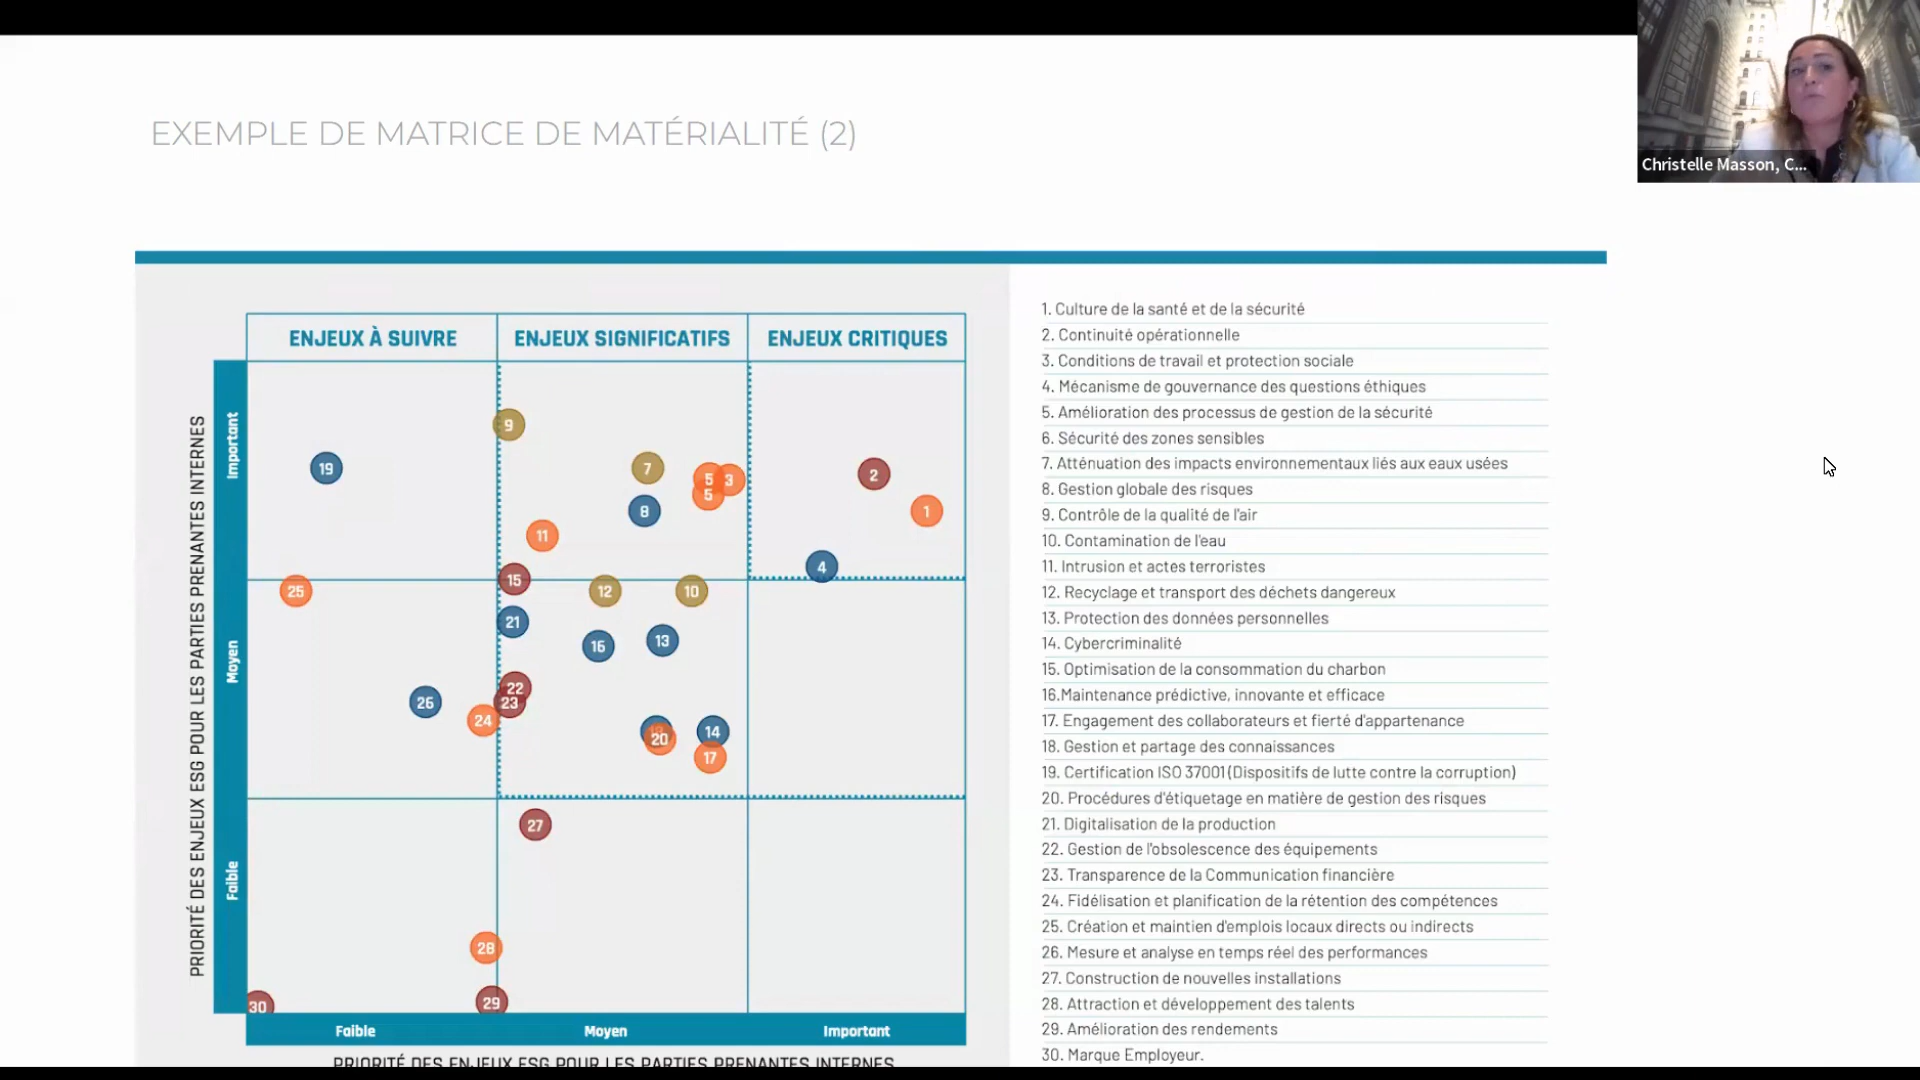 EXEMPLE DE MATRICE DE MATÉRIALITÉ (2)
Christelle Masson, C...
ENJEUX À SUIVRE
ENJEUX SIGNIFICATIFS
ENJEUX CRITIQUES
PRIORITÉ DES ENJEUX ESG POUR LES PARTIES PRENANTES INTERNES
Important
Moyen
Faible
9
19
7
5
3
5
2
8
1
11
4
15
25
12
10
21
16
13
22
26
23
24
20
14
17
27
28
29
30
Faible
Moyen
Important
PRIORITÉ DES ENJEUX ESG POUR LES PARTIES PRENANTES INTERNES
1. Culture de la santé et de la sécurité
2. Continuité opérationnelle
3. Conditions de travail et protection sociale
4. Mécanisme de gouvernance des questions éthiques
5. Amélioration des processus de gestion de la sécurité
6. Sécurité des zones sensibles
7. Atténuation des impacts environnementaux liés aux eaux usées
8. Gestion globale des risques
9. Contrôle de la qualité de l'air
10. Contamination de l'eau
11. Intrusion et actes terroristes
12. Recyclage et transport des déchets dangereux
13. Protection des données personnelles
14. Cybercriminalité
15. Optimisation de la consommation du charbon
16.Maintenance prédictive, innovante et efficace
17. Engagement des collaborateurs et fierté d'appartenance
18. Gestion et partage des connaissances
19. Certification ISO 37001 (Dispositifs de lutte contre la corruption)
20. Procédures d'étiquetage en matière de gestion des risques
21. Digitalisation de la production
22. Gestion de l'obsolescence des équipements
23. Transparence de la Communication financière
24. Fidélisation et planification de la rétention des compétences
25. Création et maintien d'emplois locaux directs ou indirects
26. Mesure et analyse en temps réel des performances
27. Construction de nouvelles installations
28. Attraction et développement des talents
29. Amélioration des rendements
30. Marque Employeur.